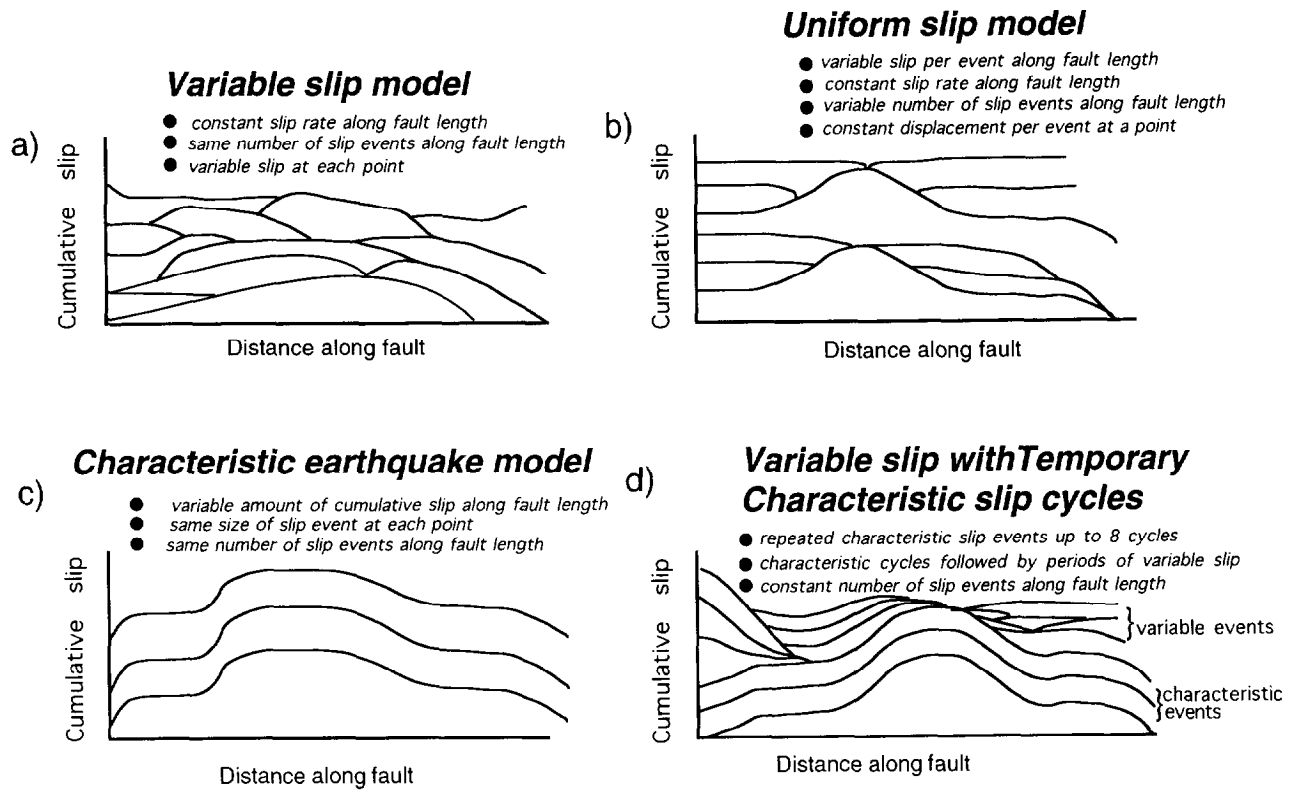 a)
Variable slip model
● constant slip rate along fault length
● same number of slip events along fault length
● variable slip at each point
Cumulative slip
Distance along fault
b)
Uniform slip model
● variable slip per event along fault length
● constant slip rate along fault length
● variable number of slip events along fault length
● constant displacement per event at a point
Cumulative slip
Distance along fault
c)
Characteristic earthquake model
● variable amount of cumulative slip along fault length
● same size of slip event at each point
● same number of slip events along fault length
Cumulative slip
Distance along fault
d)
Variable slip withTemporary
Characteristic slip cycles
● repeated characteristic slip events up to 8 cycles
● characteristic cycles followed by periods of variable slip
● constant number of slip events along fault length
Cumulative slip
variable events
characteristic
events
Distance along fault